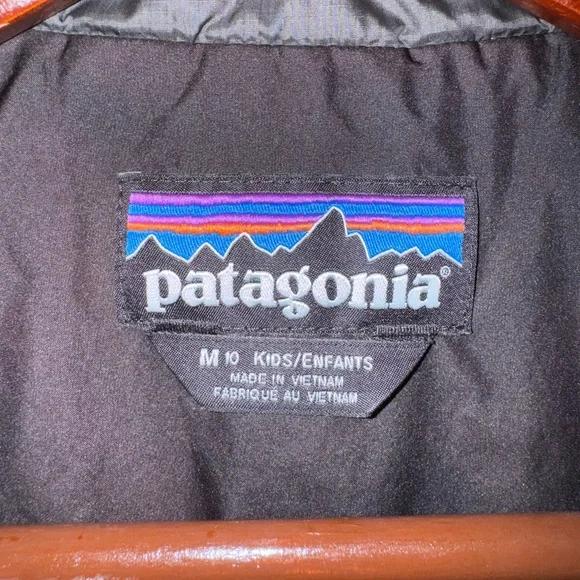 patagonia®
M 10 KIDS/ENFANTS
MADE IN VIETNAM
FABRIQUÉ AU VIETNAM